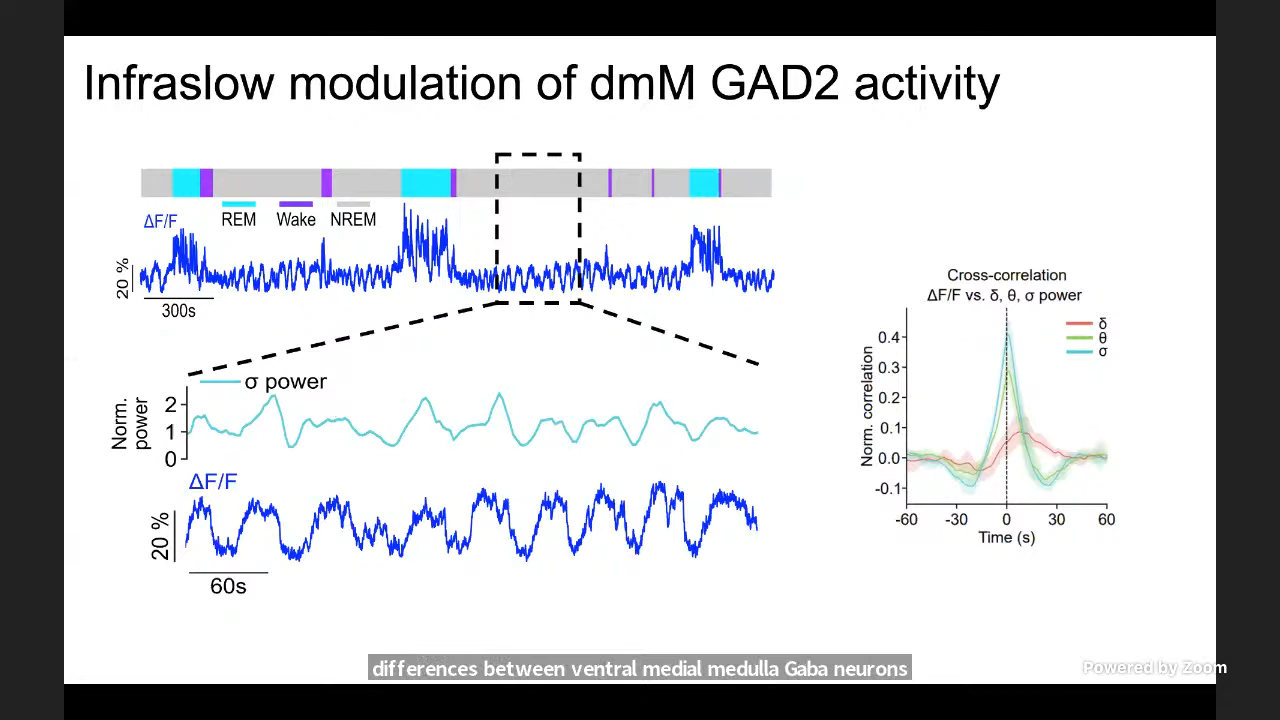 Infraslow modulation of dmM GAD2 activity
ΔF/F
REM
Wake
NREM
20 %
300s
σ power
Norm.
power
2
1
0
ΔF/F
20 %
60s
Cross-correlation
ΔF/F vs. δ, θ, σ power
δ
θ
σ
Norm. correlation
0.4
0.3
0.2
0.1
0.0
-0.1
-60
-30
0
30
60
Time (s)
differences between ventral medial medulla Gaba neurons
Powered by Zoom